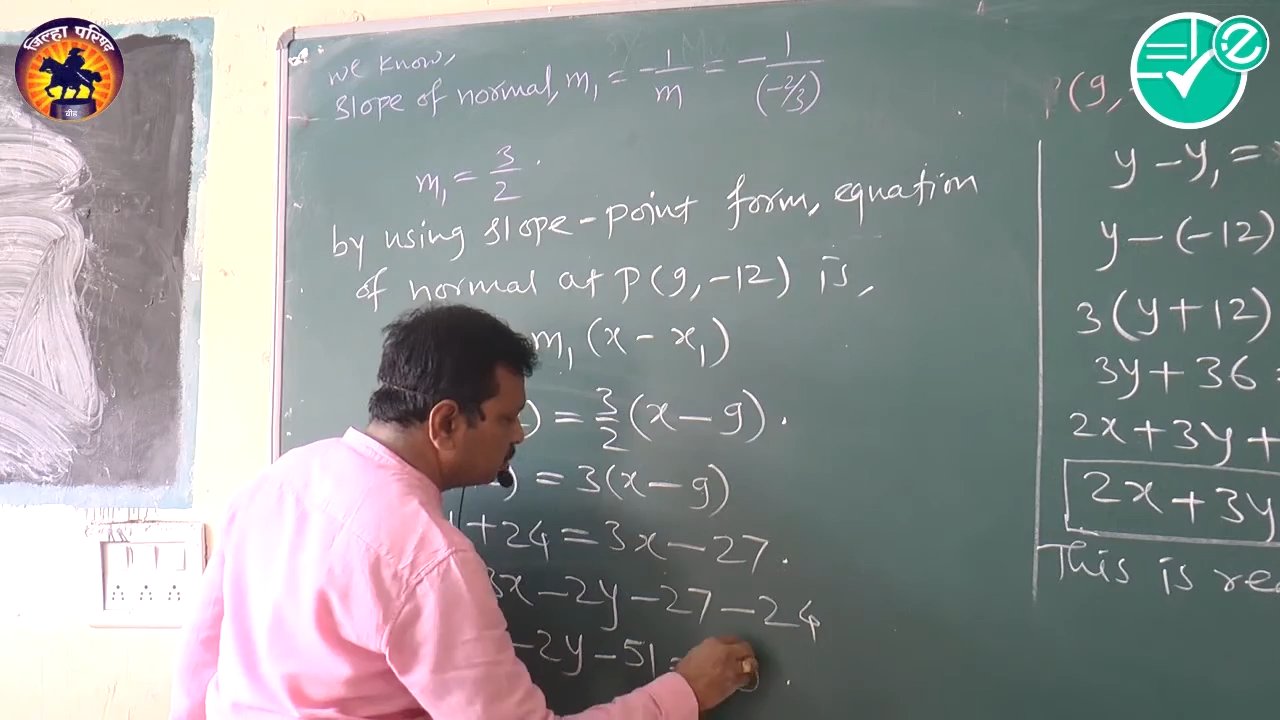 जिल्हा परिषद
बीड
we know,
slope of normal, m₁ = -1/m = -1/(-2/3)
m₁ = 3/2 .
by using slope-point form, equation
of normal at P(9, -12) is,
m₁ (x - x₁)
) = 3/2 (x - 9) .
) = 3(x - 9)
+ 24 = 3x - 27 .
3x - 2y - 27 - 24
- 2y - 51 =
(9,
y - y₁ =
y - (-12)
3(y + 12)
3y + 36 =
2x + 3y +
2x + 3y
This is re